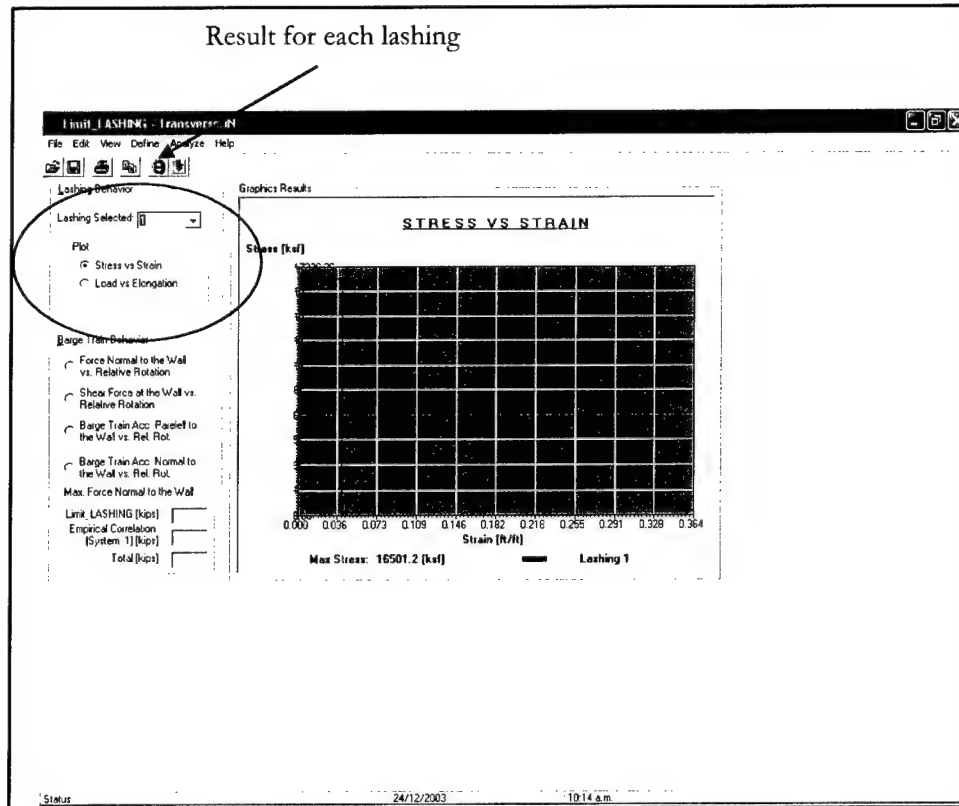 Result for each lashing
Limit_LASHING - Transverse.iN
File Edit View Define Analyze Help
Lashing Behavior
Lashing Selected: 1
Plot
Stress vs Strain
Load vs Elongation
Barge Train Behavior
Force Normal to the Wall
vs. Relative Rotation
Shear Force at the Wall vs.
Relative Rotation
Barge Train Acc. Paralell to
the Wall vs. Rel. Rot.
Barge Train Acc. Normal to
the Wall vs. Rel. Rot.
Max. Force Normal to the Wall
Limit_LASHING [kips]
Empirical Correlation
[System_1] [kips]
Total [kips]
Graphics Results
STRESS VS STRAIN
Stress [ksf]
0.000 0.036 0.073 0.109 0.146 0.182 0.218 0.255 0.291 0.328 0.364
Strain [ft/ft]
Max Stress: 16501.2 [ksf]
Lashing 1
Status 24/12/2003 10:14 a.m.